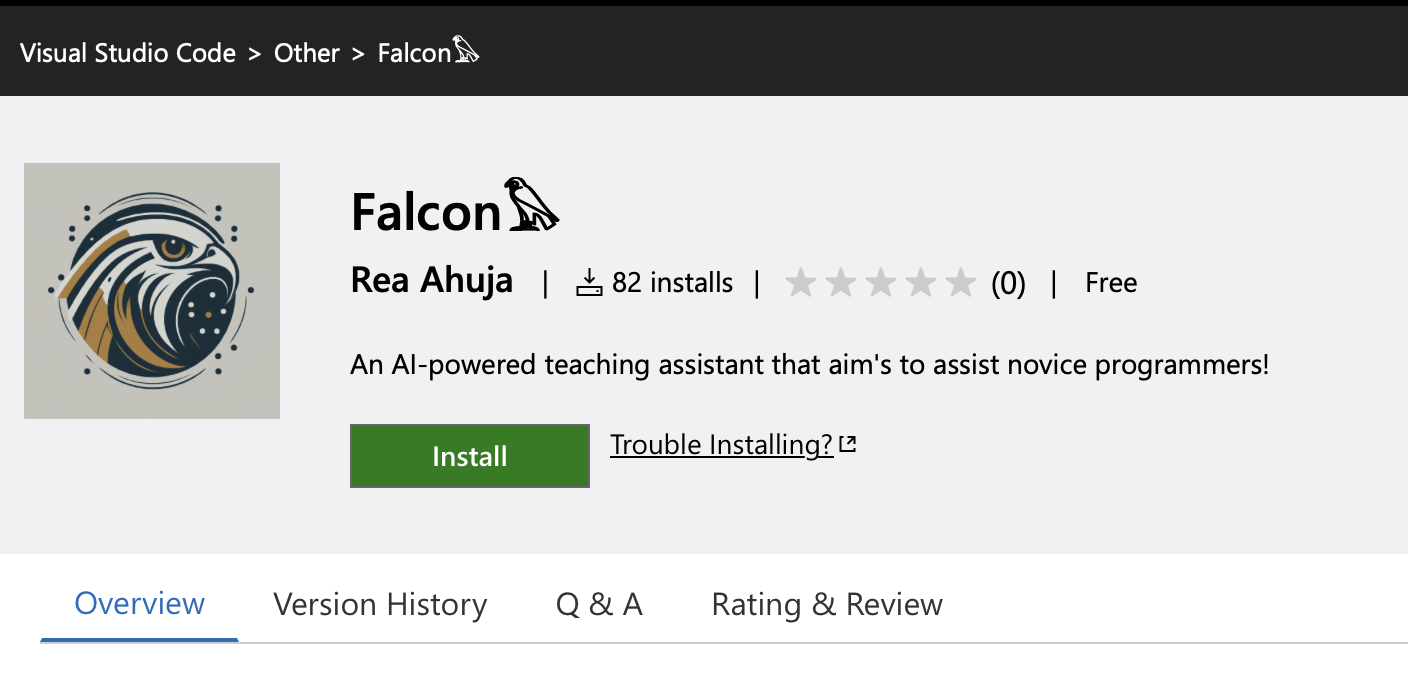 Visual Studio Code > Other > Falcon𓅃
Falcon𓅃
Rea Ahuja | 82 installs | (0) | Free
An AI-powered teaching assistant that aim's to assist novice programmers!
Install Trouble Installing?
Overview Version History Q & A Rating & Review